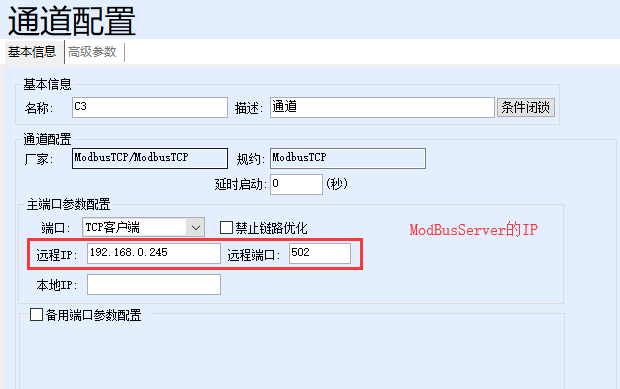 通道配置
基本信息 高级参数
基本信息
名称: C3 描述: 通道 条件闭锁
通道配置
厂家: ModbusTCP/ModbusTCP 规约: ModbusTCP
延时启动: 0 (秒)
主端口参数配置
端口: TCP客户端 禁止链路优化 ModBusServer的IP
远程IP: 192.168.0.245 远程端口: 502
本地IP:
备用端口参数配置